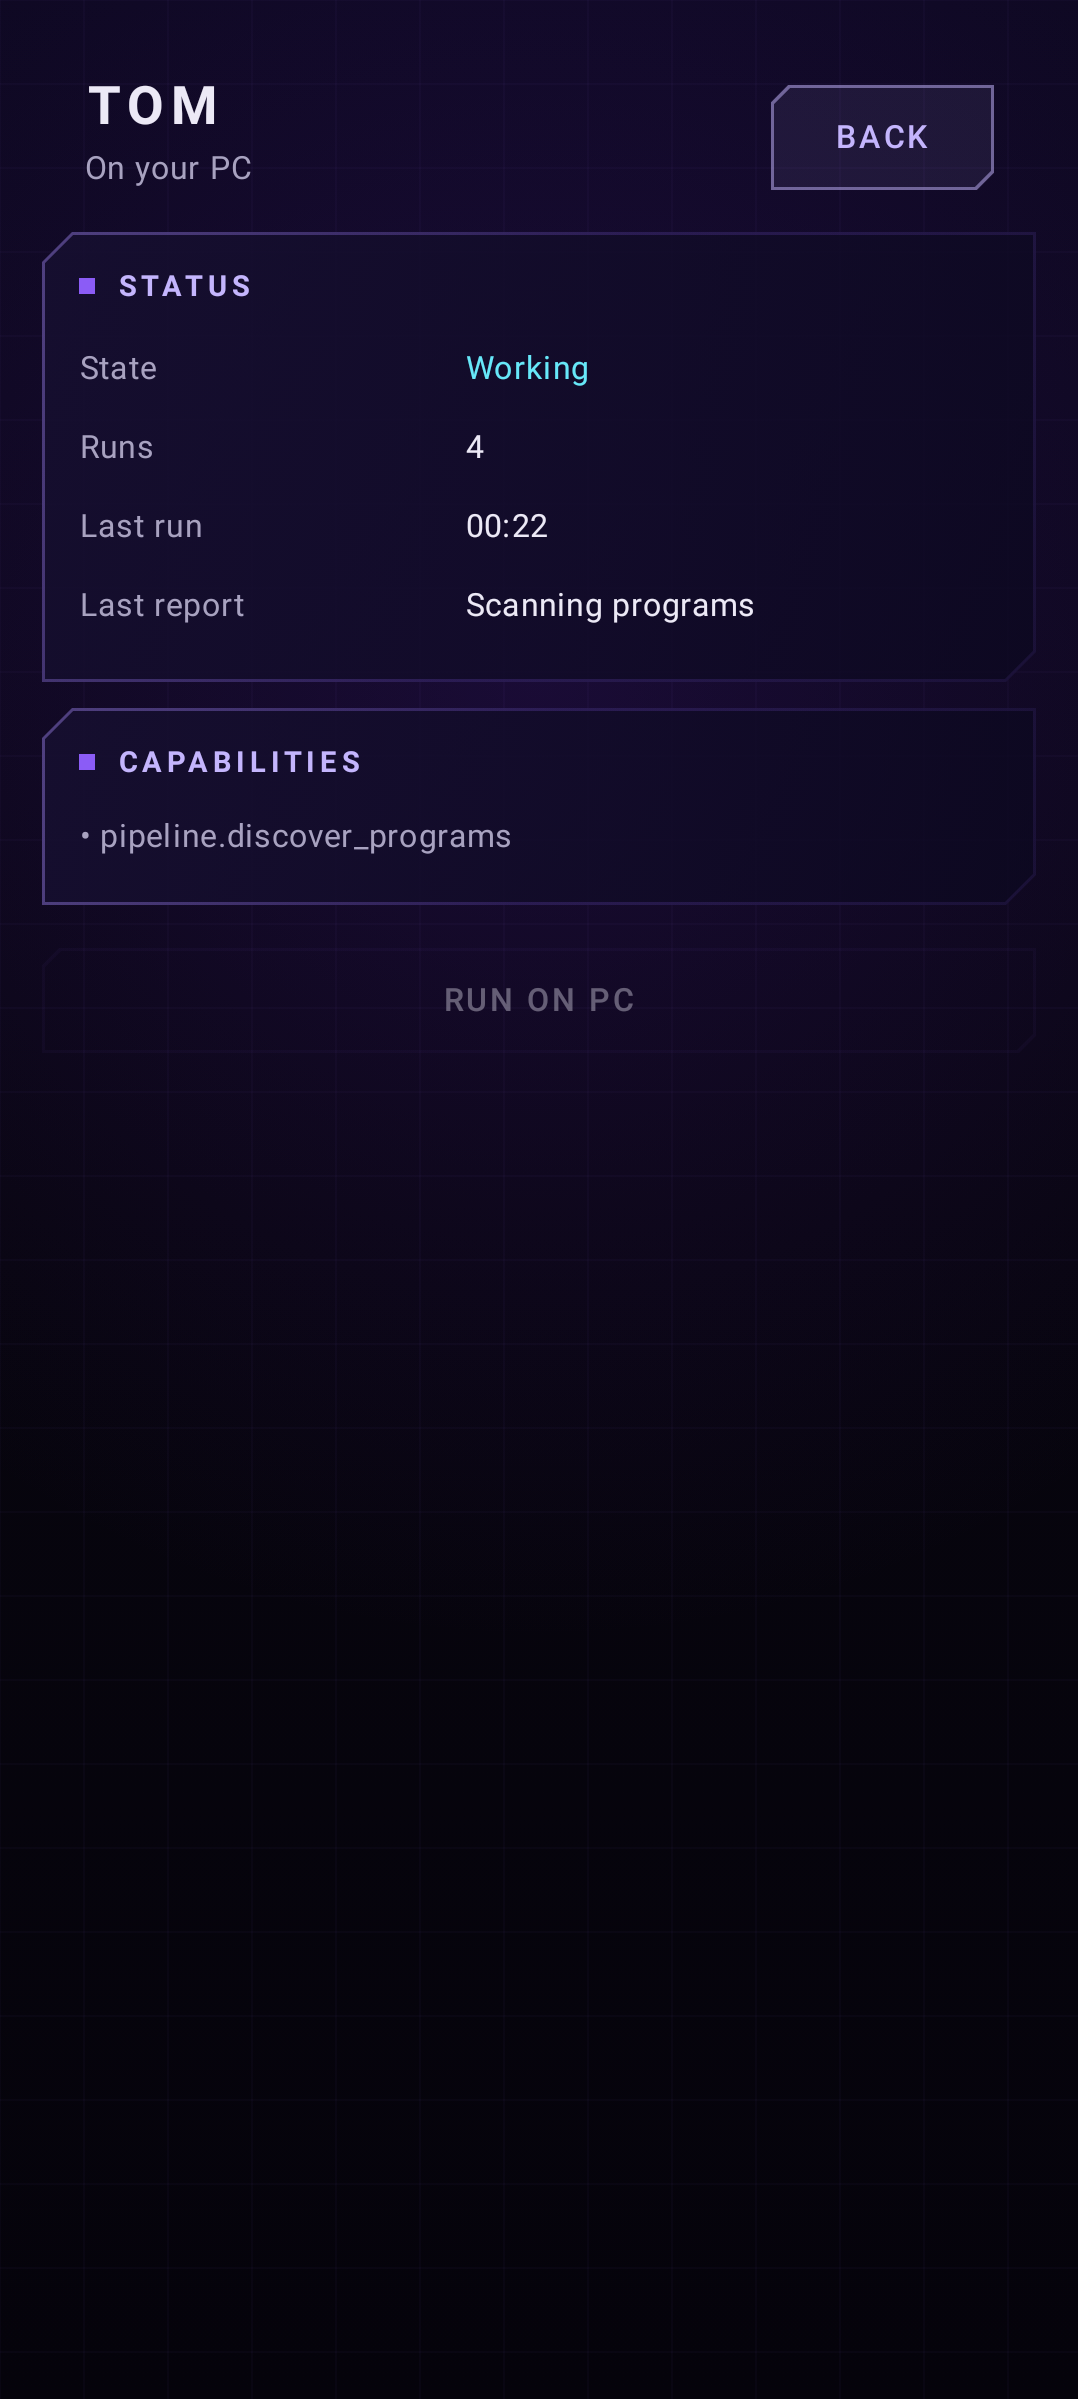 TOM
On your PC
BACK
STATUS
State Working
Runs 4
Last run 00:22
Last report Scanning programs
CAPABILITIES
• pipeline.discover_programs
RUN ON PC